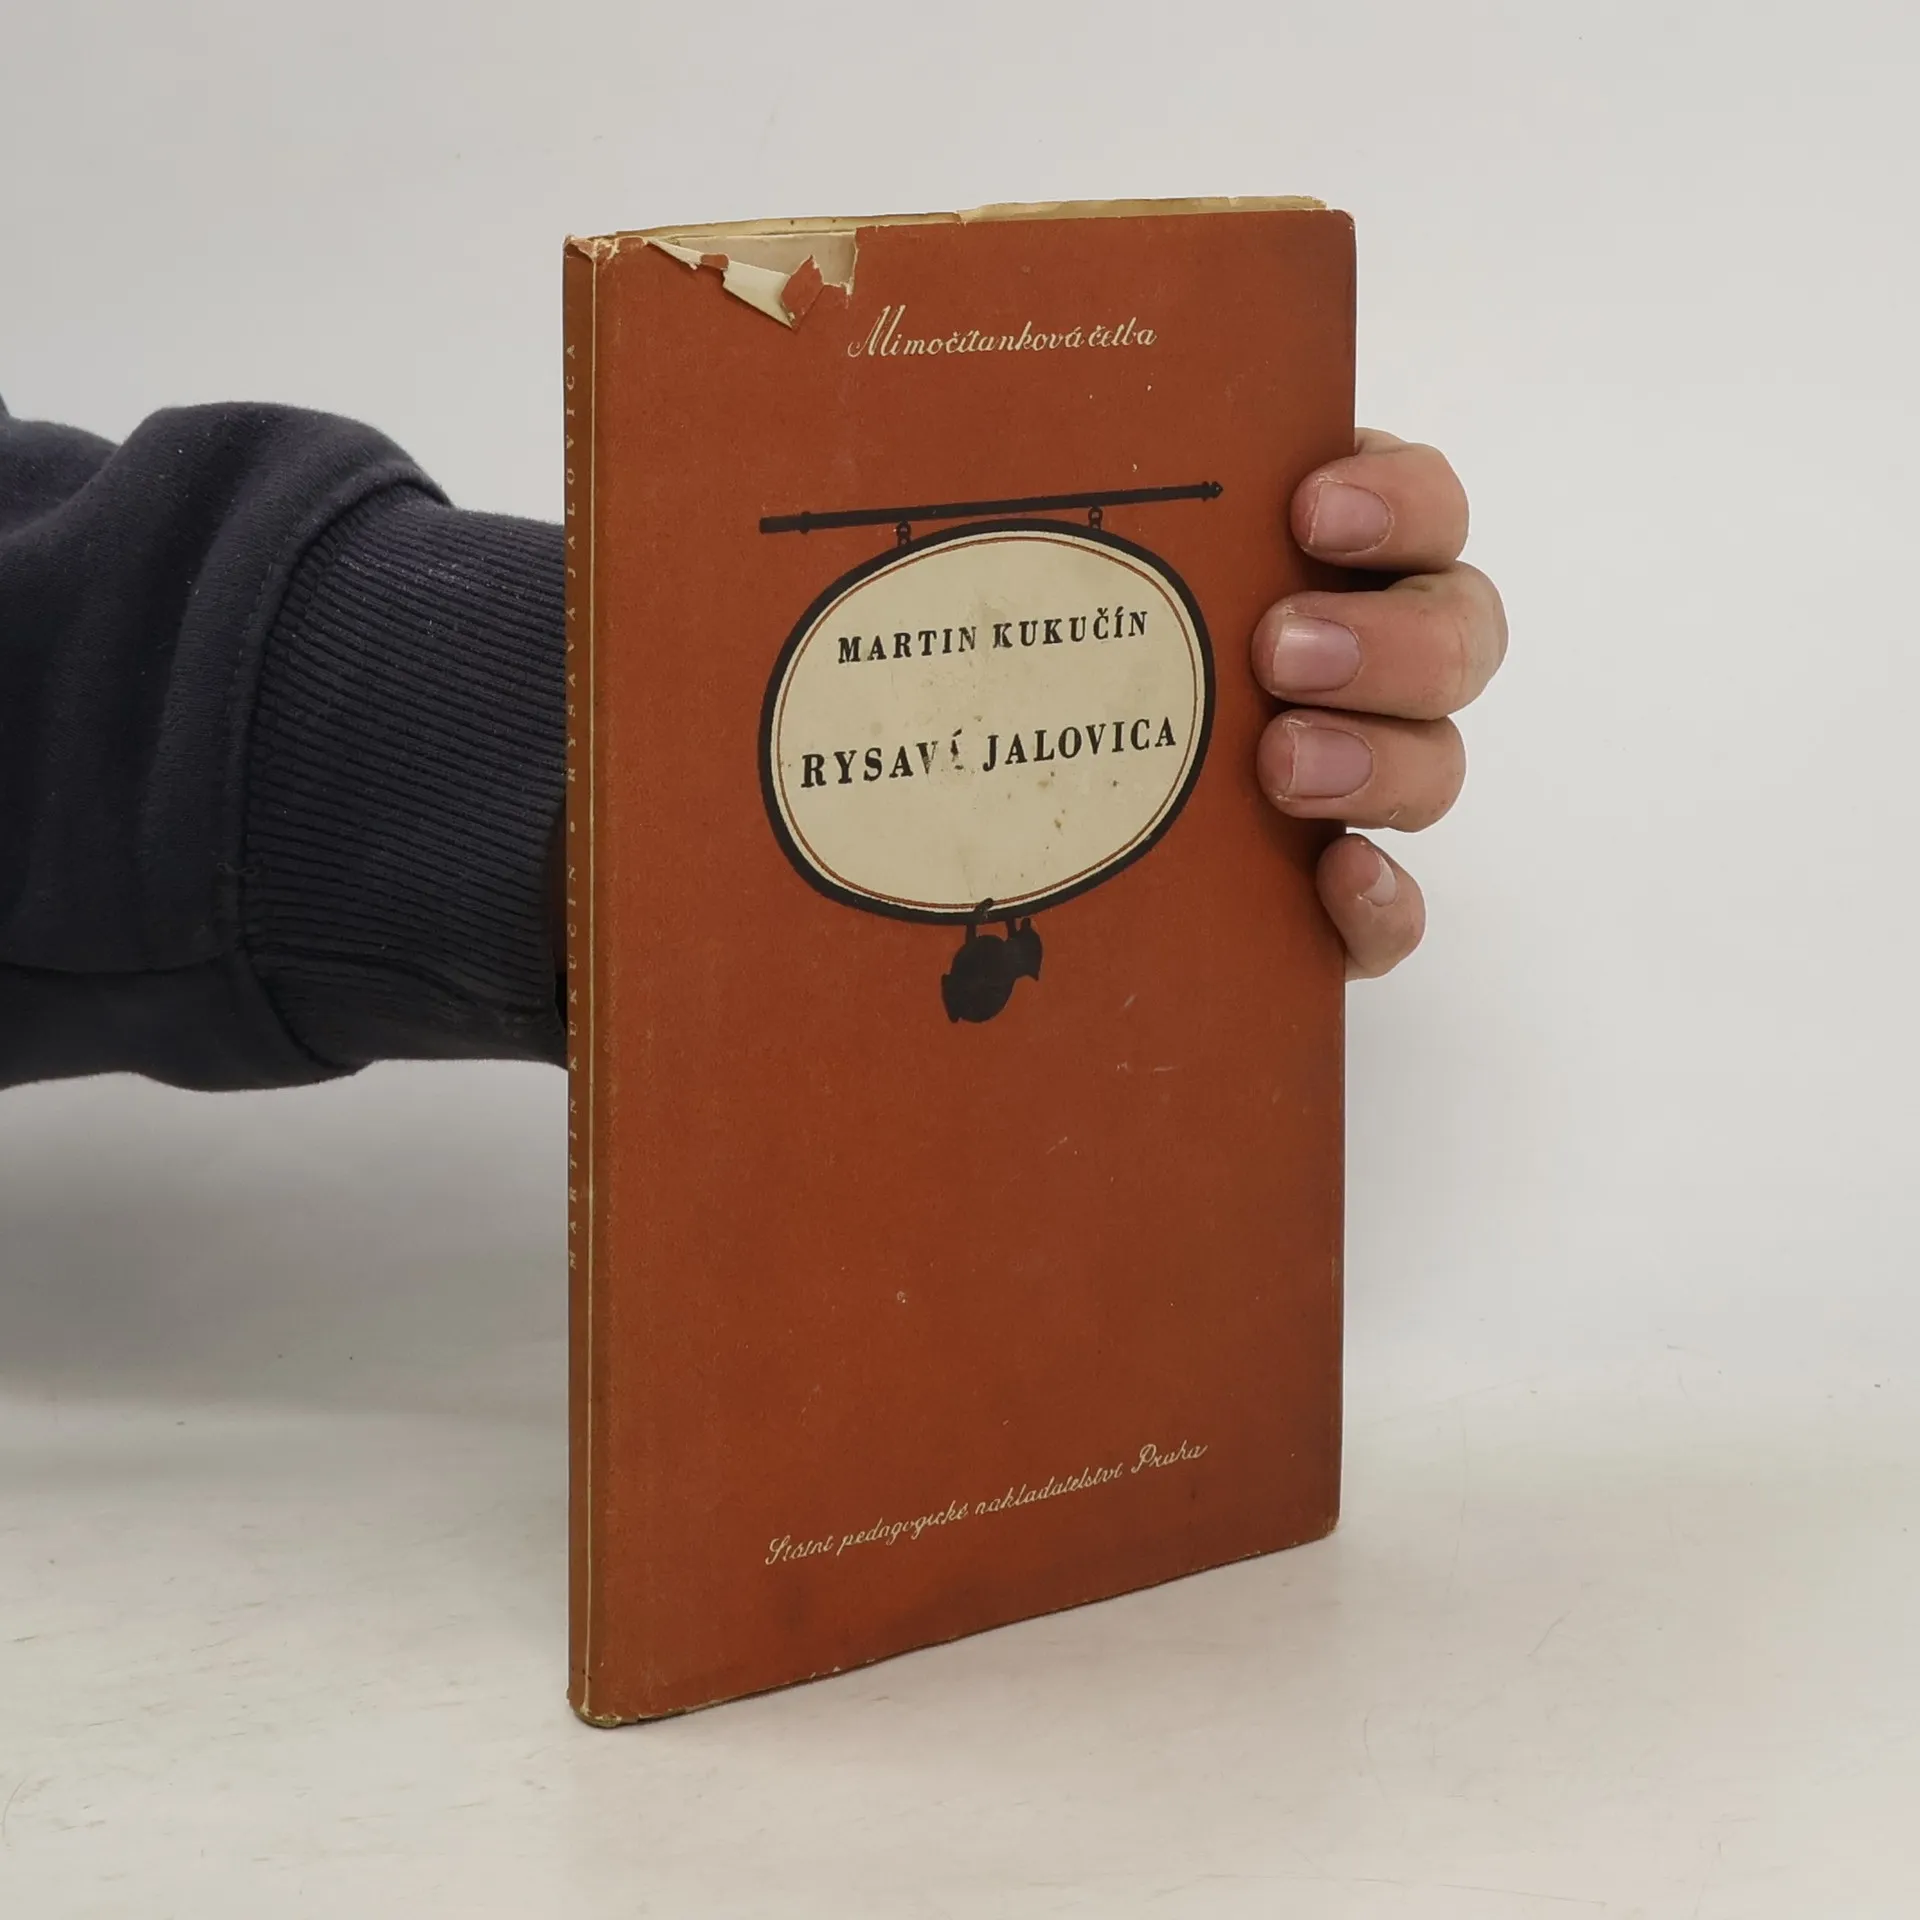 Mimočítanková četba
MARTIN KUKUČÍN
RYSAVÁ JALOVICA
Státní pedagogické nakladatelství Praha
MARTIN KUKUČÍN • RYSAVÁ JALOVICA